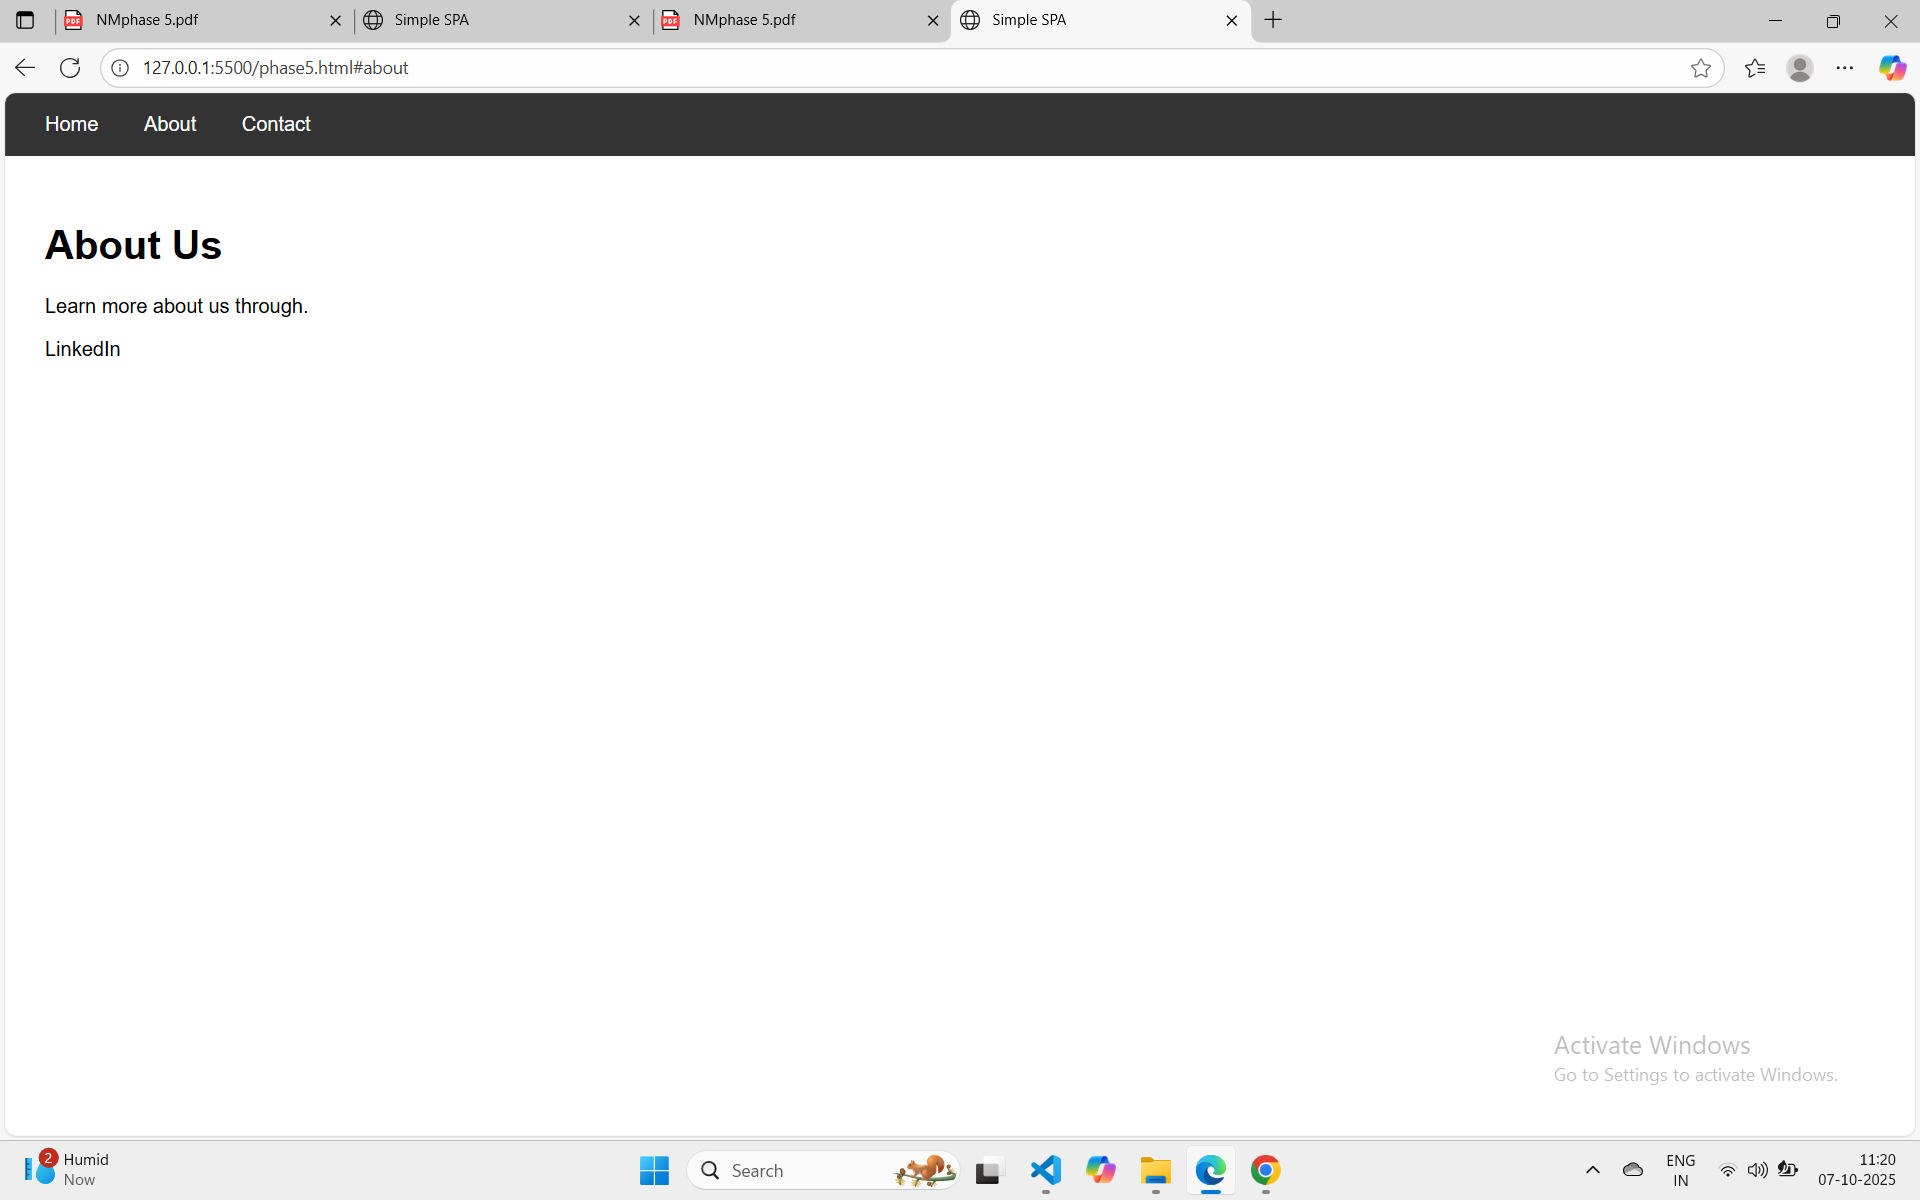 NMphase 5.pdf
Simple SPA
NMphase 5.pdf
Simple SPA
127.0.0.1:5500/phase5.html#about
Home About Contact
About Us
Learn more about us through.
LinkedIn
Activate Windows
Go to Settings to activate Windows.
2
Humid
Now
Search
ENG
IN
11:20
07-10-2025